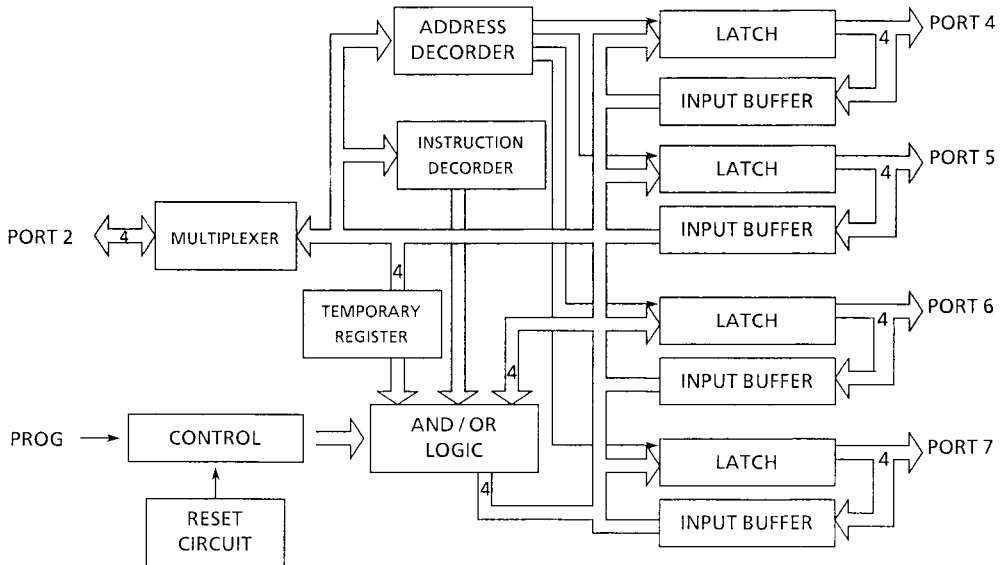 ADDRESS
DECORDER
LATCH
4
PORT 4
INPUT BUFFER
INSTRUCTION
DECORDER
LATCH
4
PORT 5
INPUT BUFFER
PORT 2
4
MULTIPLEXER
4
TEMPORARY
REGISTER
LATCH
4
PORT 6
INPUT BUFFER
4
PROG
CONTROL
AND / OR
LOGIC
LATCH
4
PORT 7
INPUT BUFFER
4
RESET
CIRCUIT